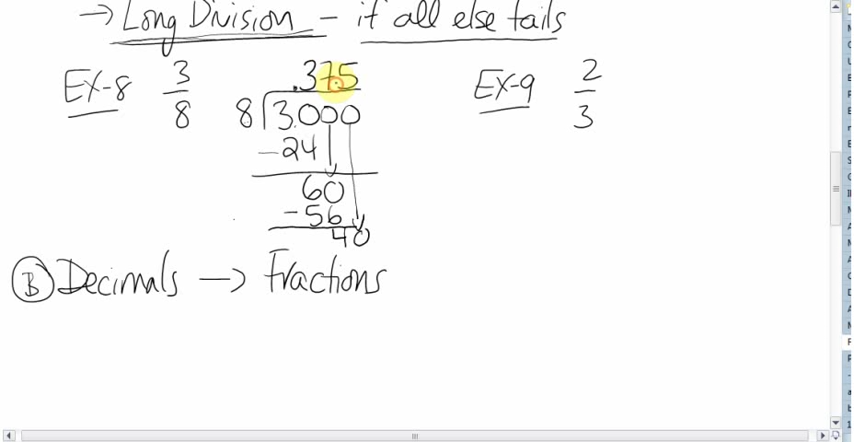 → Long Division - if all else fails
EX-8 3/8
.375
8 3.000
-24
60
-56
40
EX-9 2/3
B Decimals → Fractions